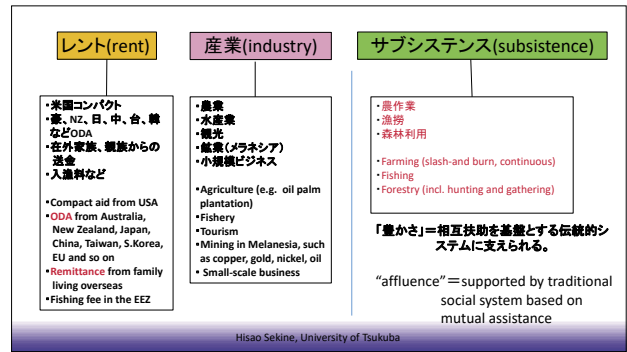 レント(rent)
産業(industry)
サブシステンス(subsistence)
・米国コンパクト
・豪、NZ、日、中、台、韓
などODA
・在外家族、親族からの
送金
・入漁料など
・Compact aid from USA
・ODA from Australia,
New Zealand, Japan,
China, Taiwan, S.Korea,
EU and so on
・Remittance from family
living overseas
・Fishing fee in the EEZ
・農業
・水産業
・観光
・鉱業(メラネシア)
・小規模ビジネス
・Agriculture (e.g. oil palm
plantation)
・Fishery
・Tourism
・Mining in Melanesia, such
as copper, gold, nickel, oil
・Small-scale business
・農作業
・漁撈
・森林利用
・Farming (slash-and burn, continuous)
・Fishing
・Forestry (incl. hunting and gathering)
「豊かさ」＝相互扶助を基盤とする伝統的シ
ステムに支えられる。
“affluence”＝supported by traditional
social system based on
mutual assistance
Hisao Sekine, University of Tsukuba